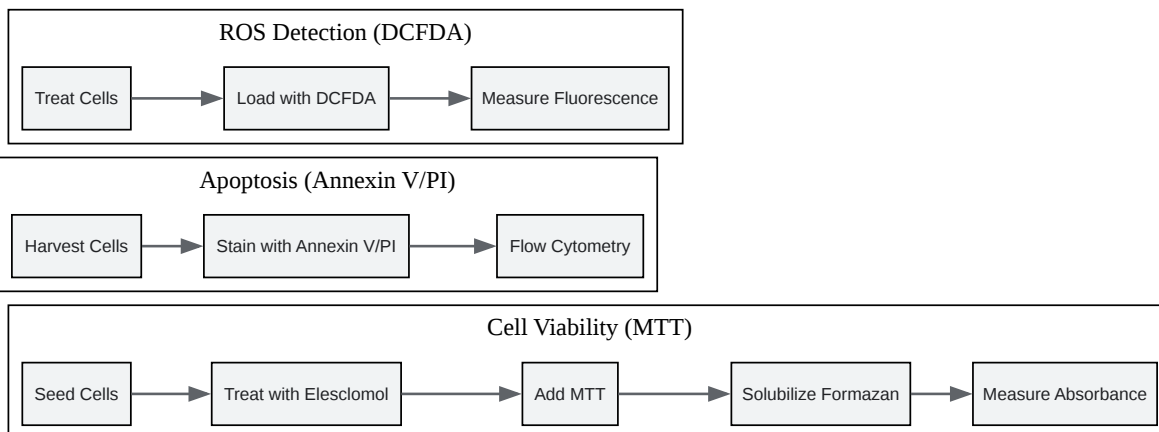 ROS Detection (DCFDA)
Treat Cells
Load with DCFDA
Measure Fluorescence
Apoptosis (Annexin V/PI)
Harvest Cells
Stain with Annexin V/PI
Flow Cytometry
Cell Viability (MTT)
Seed Cells
Treat with Elesclomol
Add MTT
Solubilize Formazan
Measure Absorbance